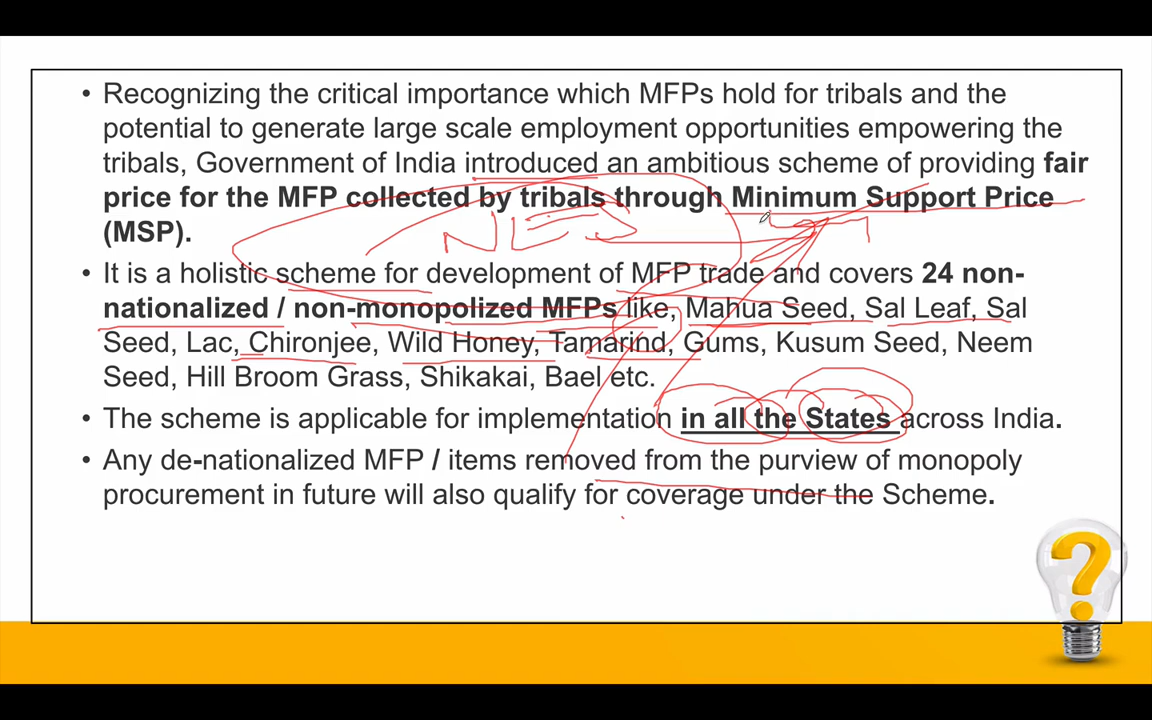 • Recognizing the critical importance which MFPs hold for tribals and the
potential to generate large scale employment opportunities empowering the
tribals, Government of India introduced an ambitious scheme of providing fair
price for the MFP collected by tribals through Minimum Support Price
(MSP).
• It is a holistic scheme for development of MFP trade and covers 24 non-
nationalized / non-monopolized MFPs like, Mahua Seed, Sal Leaf, Sal
Seed, Lac, Chironjee, Wild Honey, Tamarind, Gums, Kusum Seed, Neem
Seed, Hill Broom Grass, Shikakai, Bael etc.
• The scheme is applicable for implementation in all the States across India.
• Any de-nationalized MFP / items removed from the purview of monopoly
procurement in future will also qualify for coverage under the Scheme.